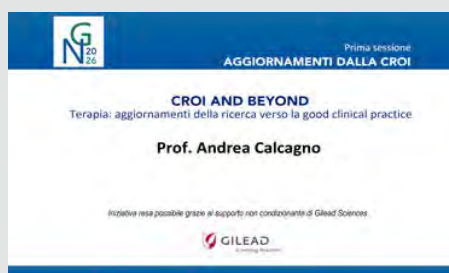 GN 20
26
Prima sessione
AGGIORNAMENTI DALLA CROI
CROI AND BEYOND
Terapia: aggiornamenti della ricerca verso la good clinical practice
Prof. Andrea Calcagno
Iniziativa resa possibile grazie al supporto non condizionante di Gilead Sciences
GILEAD